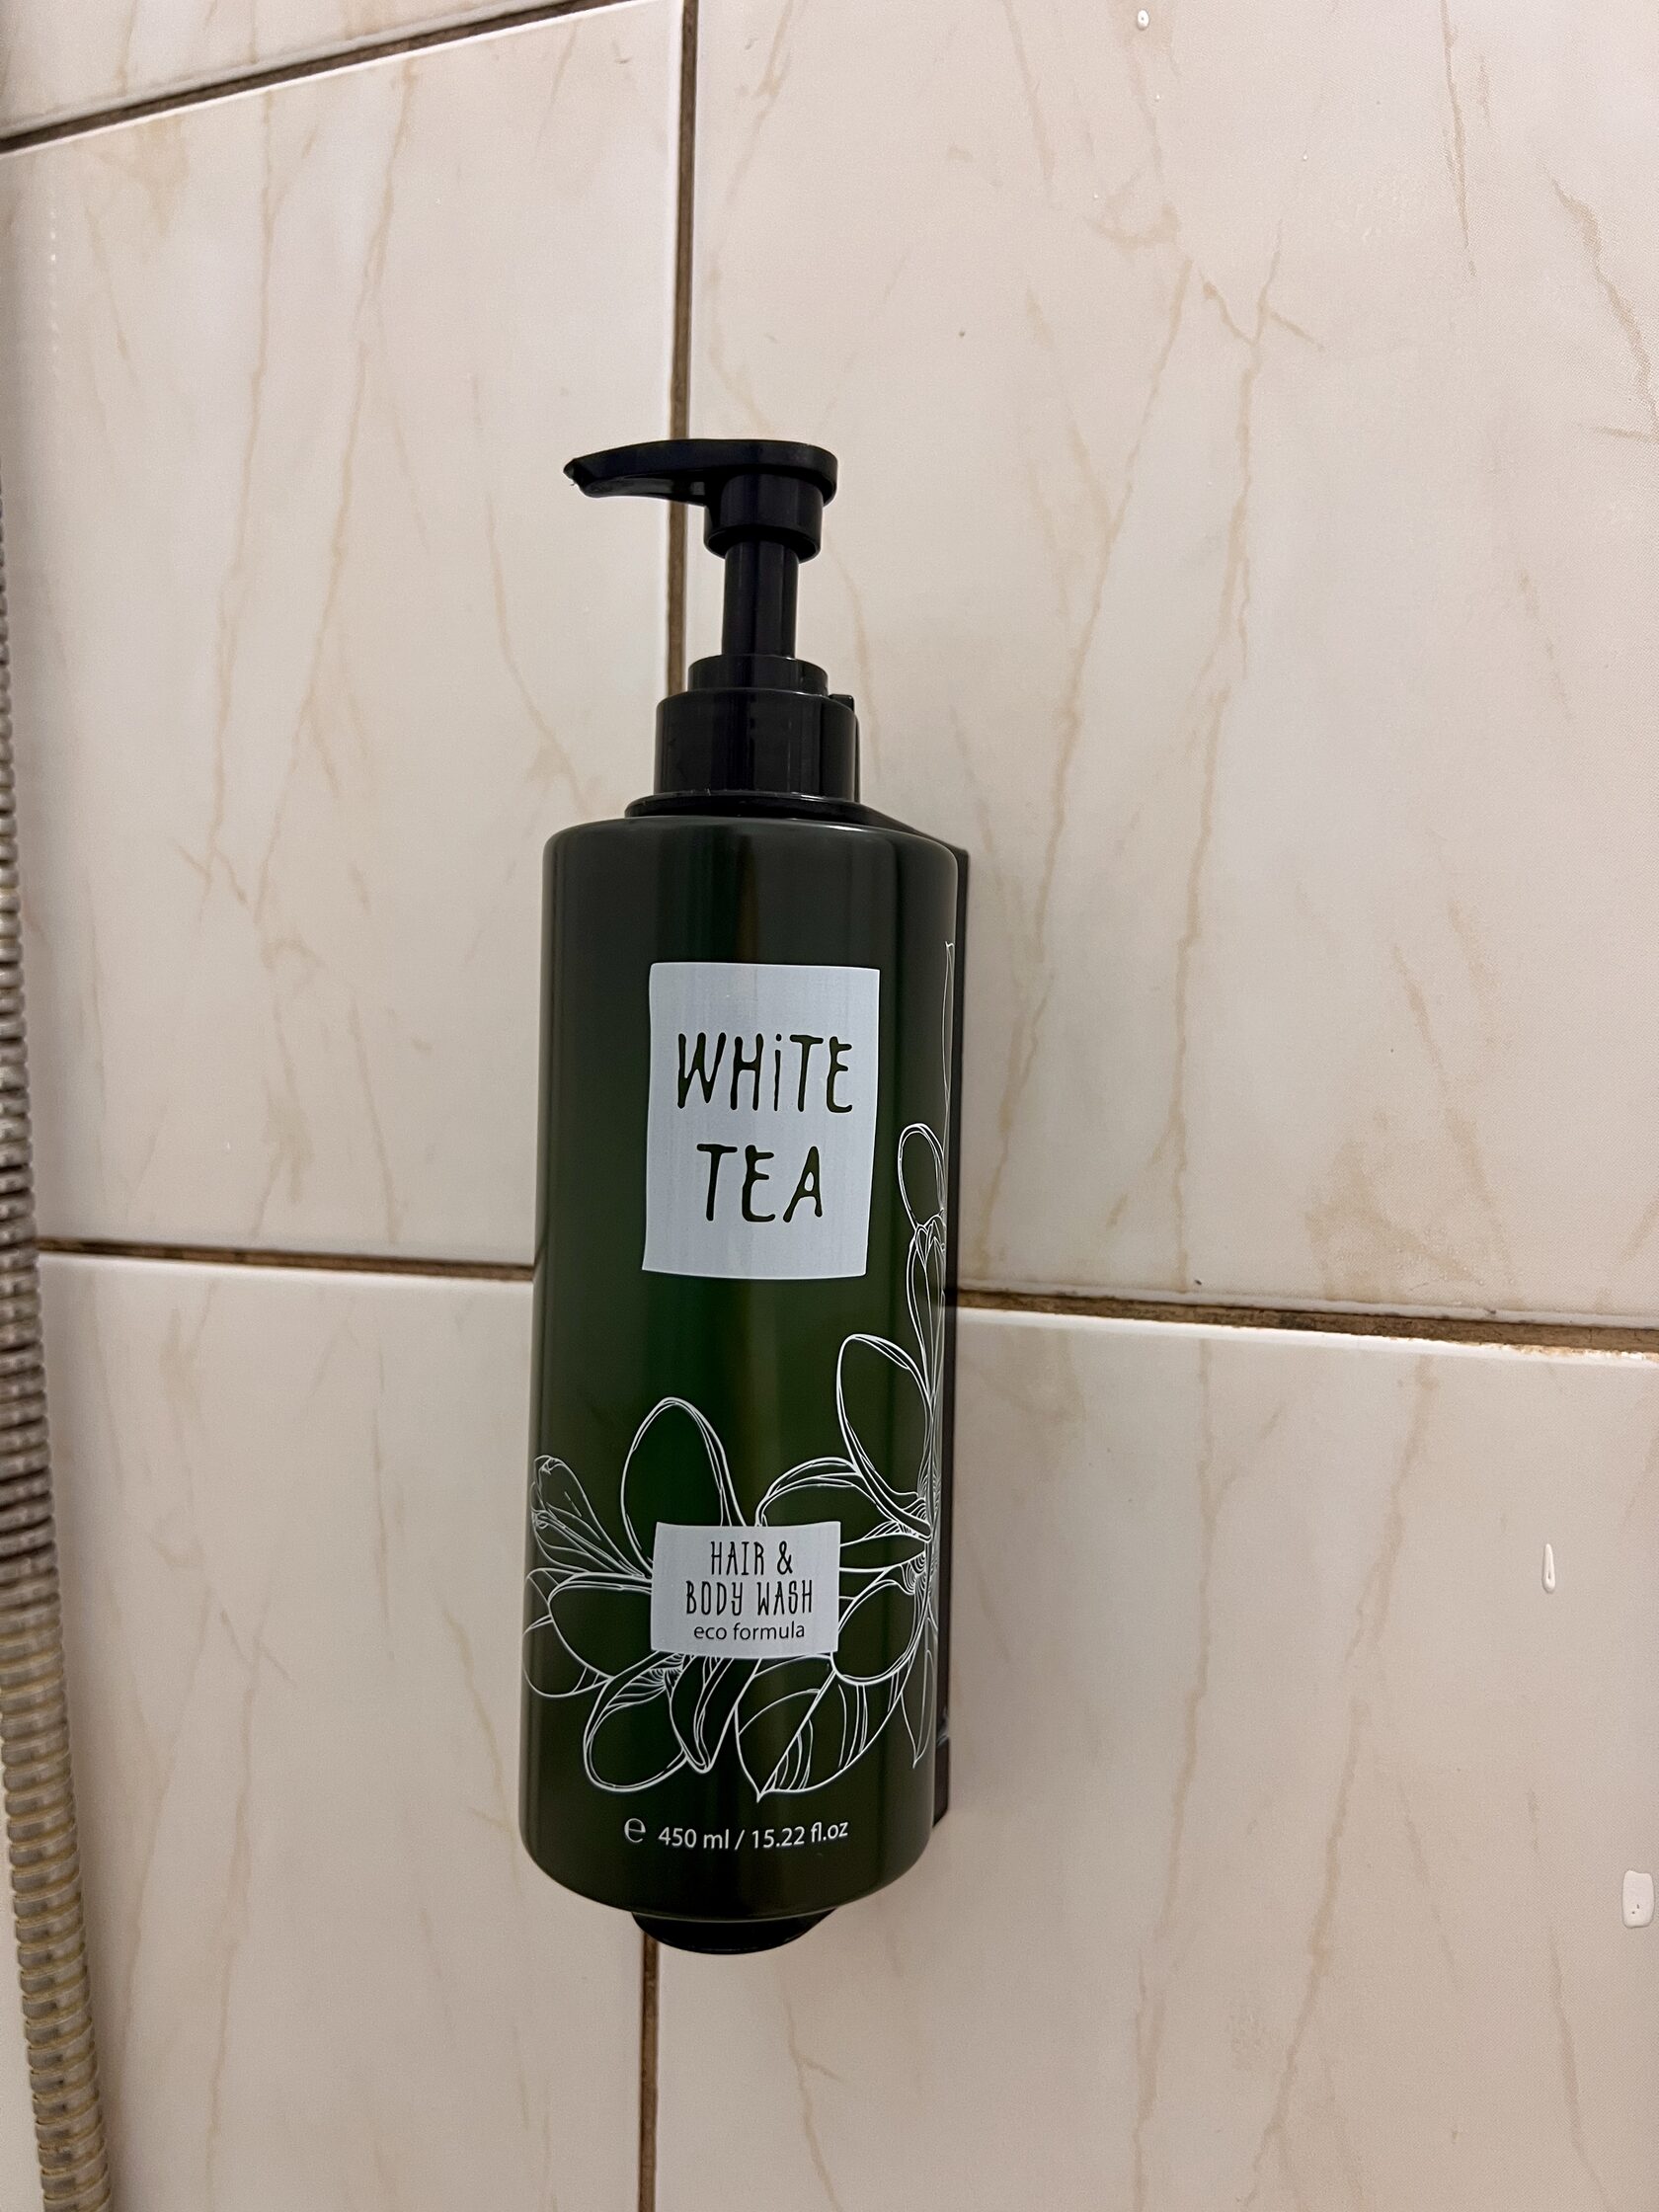 WHiTE
TEA
HAIR &
BODY WASH
eco formula
℮ 450 ml / 15.22 fl.oz